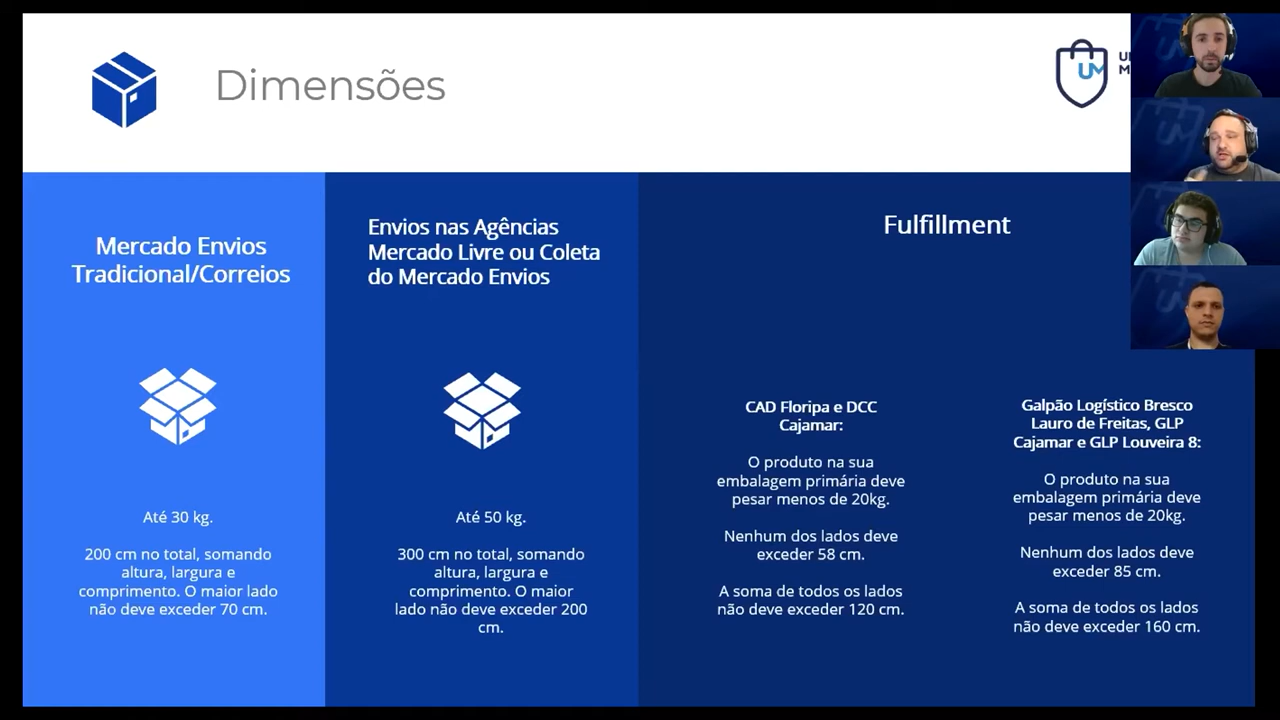 Dimensões
UM
Mercado Envios
Tradicional/Correios
Até 30 kg.
200 cm no total, somando
altura, largura e
comprimento. O maior lado
não deve exceder 70 cm.
Envios nas Agências
Mercado Livre ou Coleta
do Mercado Envios
Até 50 kg.
300 cm no total, somando
altura, largura e
comprimento. O maior
lado não deve exceder 200
cm.
Fulfillment
CAD Floripa e DCC
Cajamar:
O produto na sua
embalagem primária deve
pesar menos de 20kg.
Nenhum dos lados deve
exceder 58 cm.
A soma de todos os lados
não deve exceder 120 cm.
Galpão Logístico Bresco
Lauro de Freitas, GLP
Cajamar e GLP Louveira 8:
O produto na sua
embalagem primária deve
pesar menos de 20kg.
Nenhum dos lados deve
exceder 85 cm.
A soma de todos os lados
não deve exceder 160 cm.